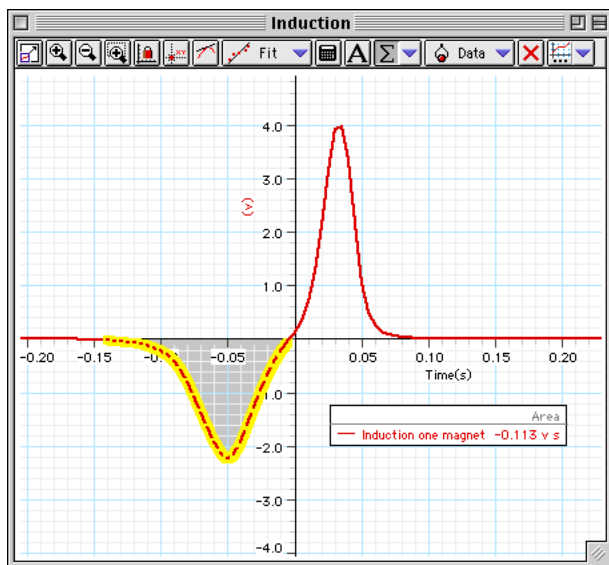 Induction
Fit A Σ Data
4.0
3.0
(v)
2.0
1.0
-0.20 -0.15 -0.05 0.05 0.10 0.15 0.20
Time(s)
Area
Induction one magnet -0.113 v s
-2.0
-3.0
-4.0